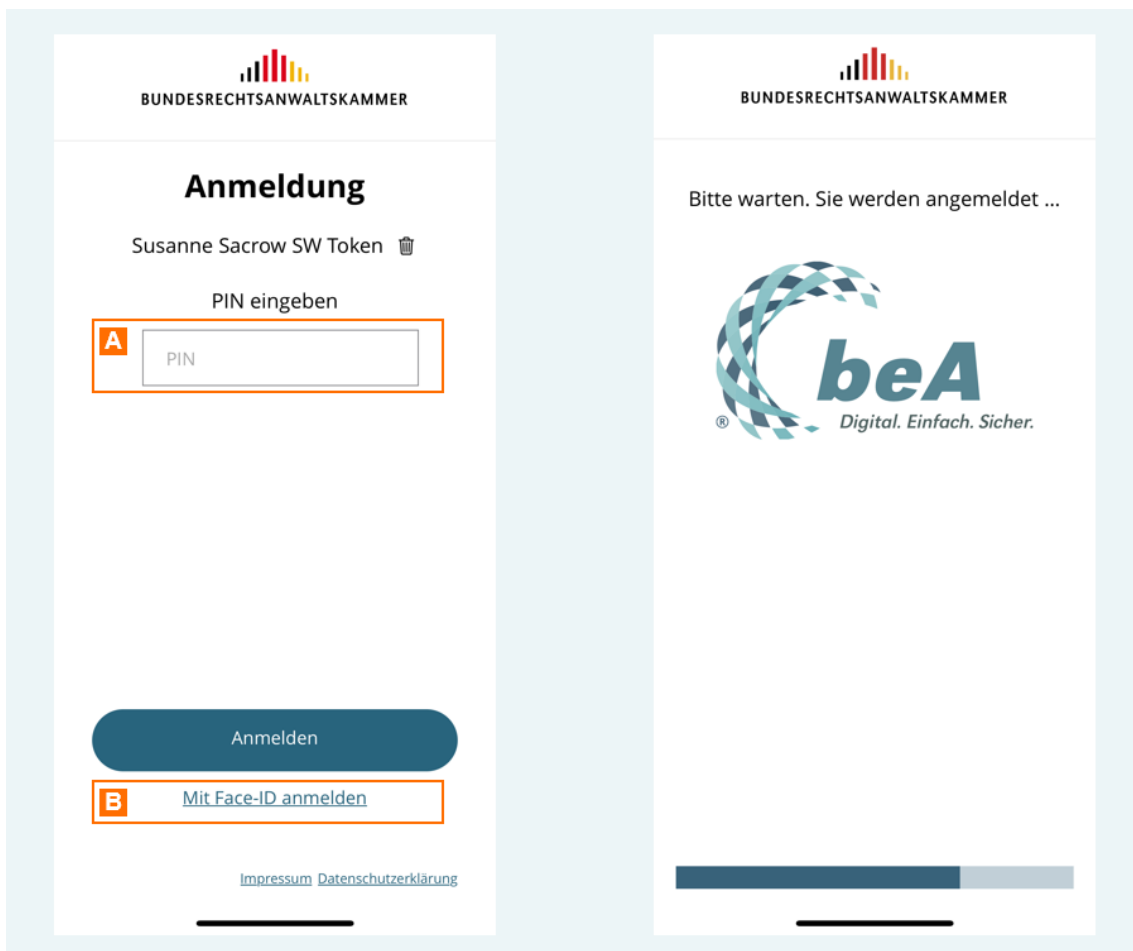 BUNDESRECHTSANWALTSKAMMER
Anmeldung
Susanne Sacrow SW Token
PIN eingeben
A
PIN
Anmelden
B
Mit Face-ID anmelden
Impressum Datenschutzerklärung
BUNDESRECHTSANWALTSKAMMER
Bitte warten. Sie werden angemeldet ...
beA
® Digital. Einfach. Sicher.